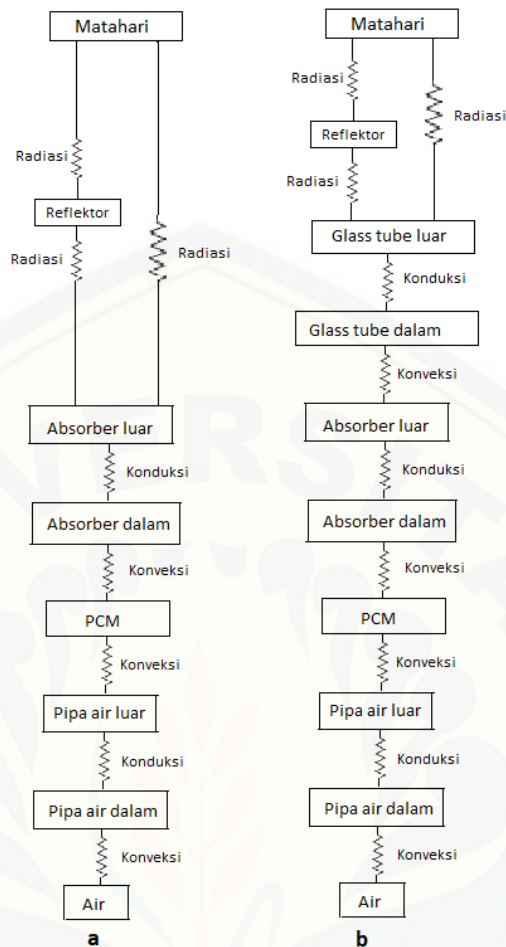 Matahari
Radiasi
Reflektor
Radiasi
Radiasi
Absorber luar
Konduksi
Absorber dalam
Konveksi
PCM
Konveksi
Pipa air luar
Konduksi
Pipa air dalam
Konveksi
Air
a
Matahari
Radiasi
Radiasi
Reflektor
Radiasi
Glass tube luar
Konduksi
Glass tube dalam
Konveksi
Absorber luar
Konduksi
Absorber dalam
Konveksi
PCM
Konveksi
Pipa air luar
Konduksi
Pipa air dalam
Konveksi
Air
b